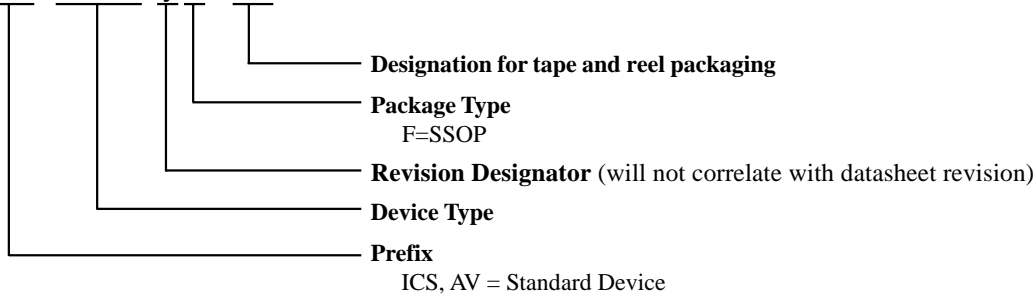 Designation for tape and reel packaging
Package Type
F=SSOP
Revision Designator (will not correlate with datasheet revision)
Device Type
Prefix
ICS, AV = Standard Device